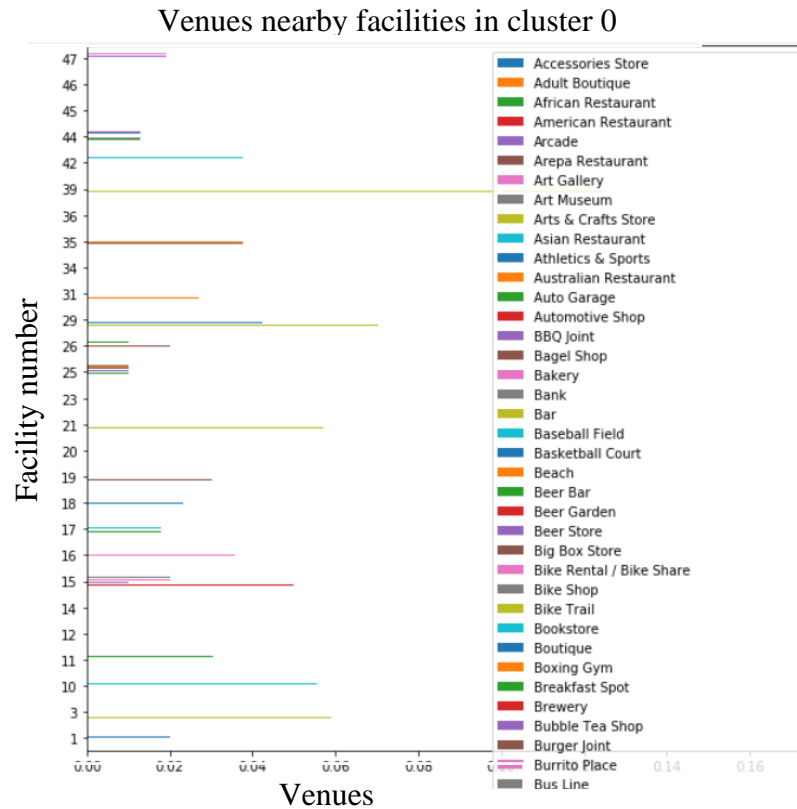 Venues nearby facilities in cluster 0
47
46
45
44
42
39
36
35
34
31
29
26
25
23
21
20
19
18
17
16
15
14
12
11
10
3
1
Facility number
0.00 0.02 0.04 0.06 0.08 0.14 0.16
Venues
Accessories Store
Adult Boutique
African Restaurant
American Restaurant
Arcade
Arepa Restaurant
Art Gallery
Art Museum
Arts & Crafts Store
Asian Restaurant
Athletics & Sports
Australian Restaurant
Auto Garage
Automotive Shop
BBQ Joint
Bagel Shop
Bakery
Bank
Bar
Baseball Field
Basketball Court
Beach
Beer Bar
Beer Garden
Beer Store
Big Box Store
Bike Rental / Bike Share
Bike Shop
Bike Trail
Bookstore
Boutique
Boxing Gym
Breakfast Spot
Brewery
Bubble Tea Shop
Burger Joint
Burrito Place
Bus Line